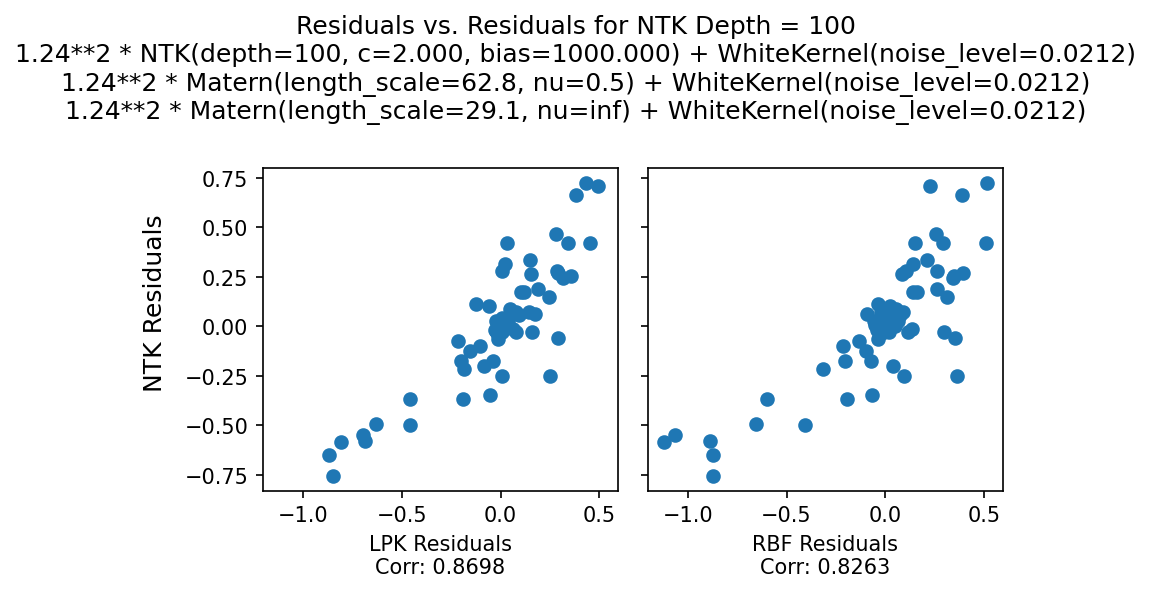 Residuals vs. Residuals for NTK Depth = 100
1.24**2 * NTK(depth=100, c=2.000, bias=1000.000) + WhiteKernel(noise_level=0.0212)
1.24**2 * Matern(length_scale=62.8, nu=0.5) + WhiteKernel(noise_level=0.0212)
1.24**2 * Matern(length_scale=29.1, nu=inf) + WhiteKernel(noise_level=0.0212)
NTK Residuals
0.75
0.50
0.25
0.00
−0.25
−0.50
−0.75
−1.0 −0.5 0.0 0.5
LPK Residuals
Corr: 0.8698
−1.0 −0.5 0.0 0.5
RBF Residuals
Corr: 0.8263